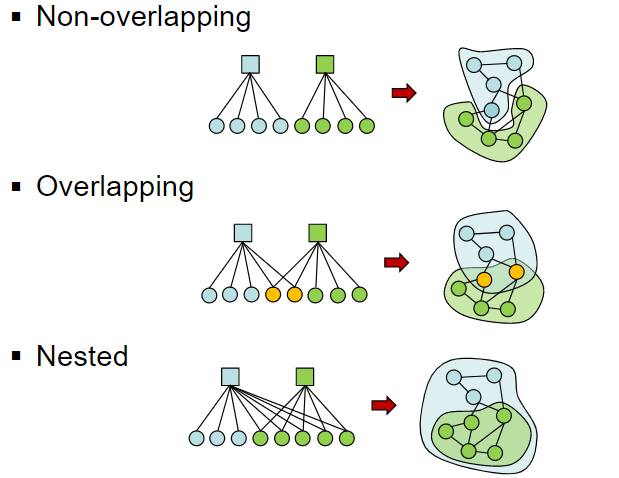 ▪ Non-overlapping
▪ Overlapping
▪ Nested